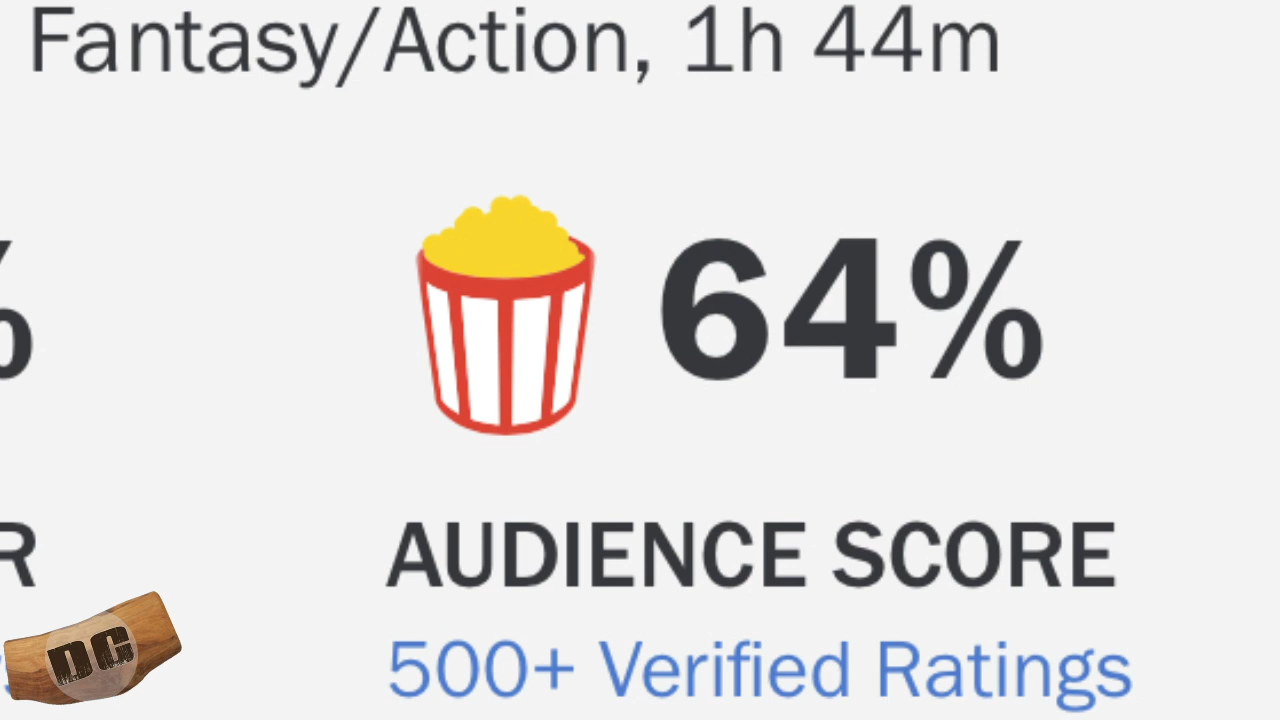 Fantasy/Action, 1h 44m
% 64%
R AUDIENCE SCORE
500+ Verified Ratings